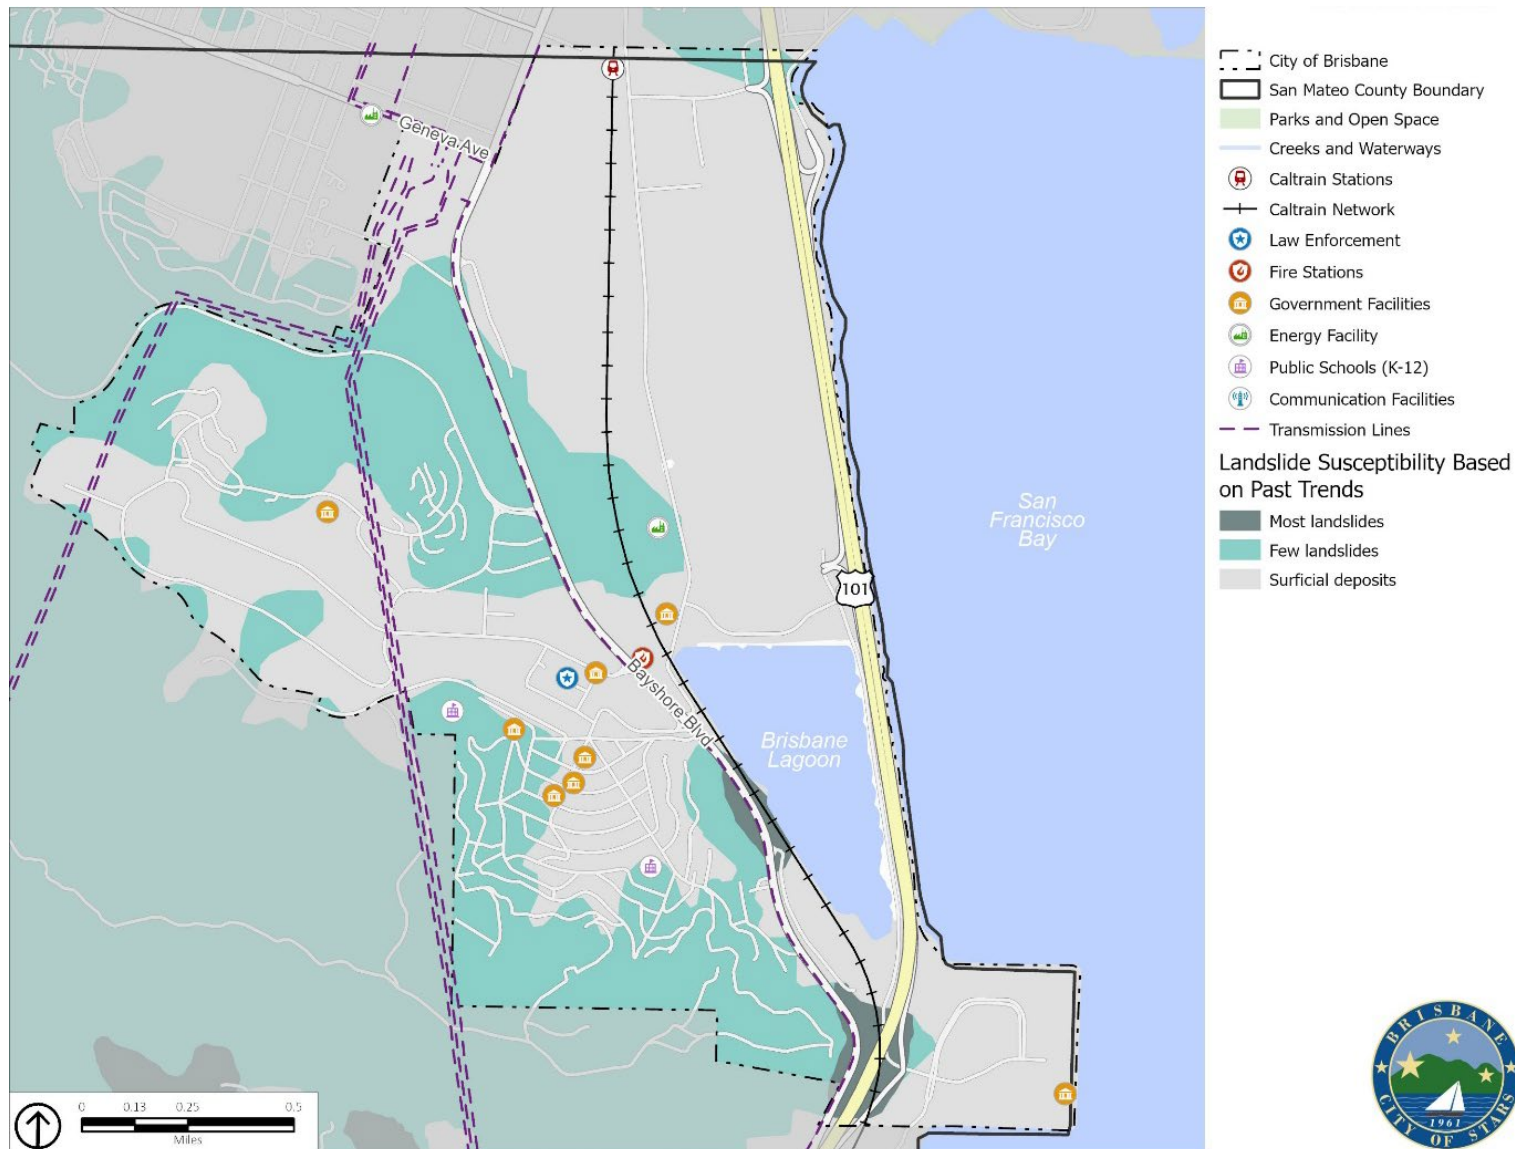 Geneva Ave
San
Francisco
Bay
101
Bayshore Blvd
Brisbane
Lagoon
0 0.13 0.25 0.5
Miles
City of Brisbane
San Mateo County Boundary
Parks and Open Space
Creeks and Waterways
Caltrain Stations
Caltrain Network
Law Enforcement
Fire Stations
Government Facilities
Energy Facility
Public Schools (K-12)
Communication Facilities
Transmission Lines
Landslide Susceptibility Based
on Past Trends
Most landslides
Few landslides
Surficial deposits
BRISBANE
CITY OF STARS
1961